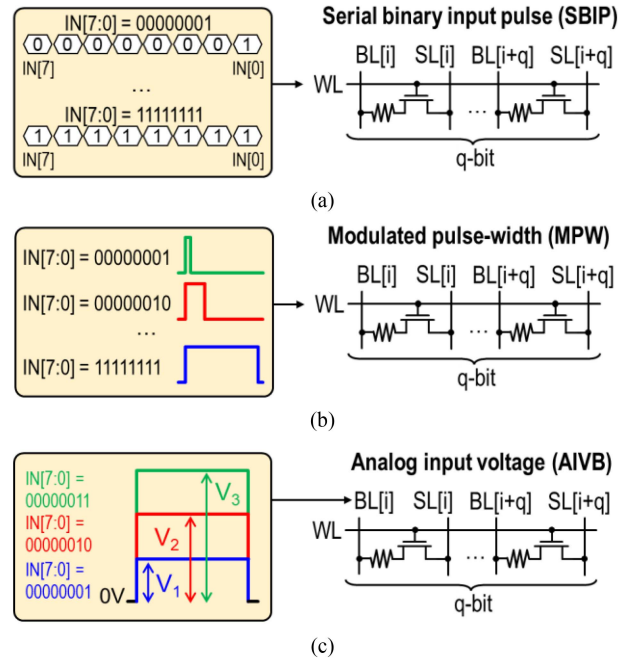 IN[7:0] = 00000001
0 0 0 0 0 0 0 1
IN[7] IN[0]
...
IN[7:0] = 11111111
1 1 1 1 1 1 1 1
IN[7] IN[0]
Serial binary input pulse (SBIP)
BL[i] SL[i] BL[i+q] SL[i+q]
WL
...
q-bit
(a)
IN[7:0] = 00000001
IN[7:0] = 00000010
...
IN[7:0] = 11111111
Modulated pulse-width (MPW)
BL[i] SL[i] BL[i+q] SL[i+q]
WL
...
q-bit
(b)
IN[7:0] =
00000011
IN[7:0] =
00000010
IN[7:0] =
00000001
0V
V₁
V₂
V₃
Analog input voltage (AIVB)
BL[i] SL[i] BL[i+q] SL[i+q]
WL
...
q-bit
(c)